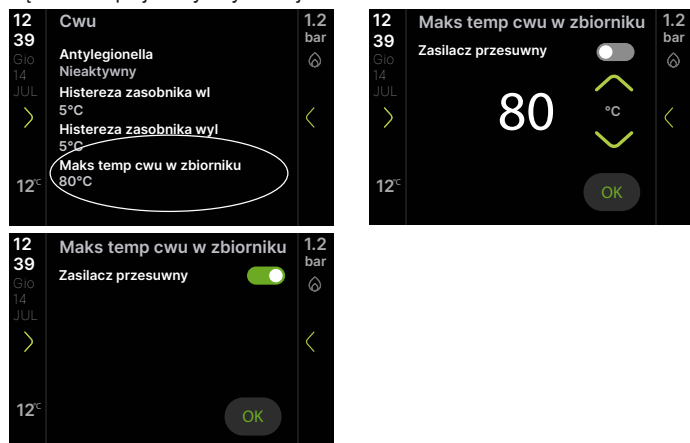 12
39
Gio
14
JUL
12°C
Cwu
Antylegionella
Nieaktywny
Histereza zasobnika wl
5°C
Histereza zasobnika wyl
5°C
Maks temp cwu w zbiorniku
80°C
1.2
bar
12
39
Gio
14
JUL
12°C
Maks temp cwu w zbiorniku
Zasilacz przesuwny
80
°C
OK
1.2
bar
12
39
Gio
14
JUL
12°C
Maks temp cwu w zbiorniku
Zasilacz przesuwny
OK
1.2
bar